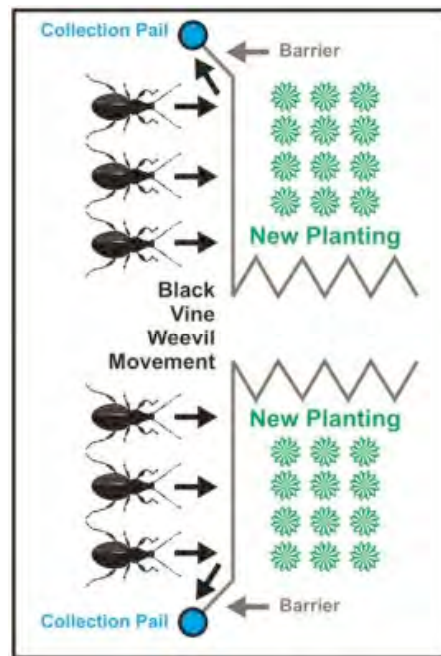 Collection Pail
Barrier
New Planting
Black
Vine
Weevil
Movement
New Planting
Barrier
Collection Pail